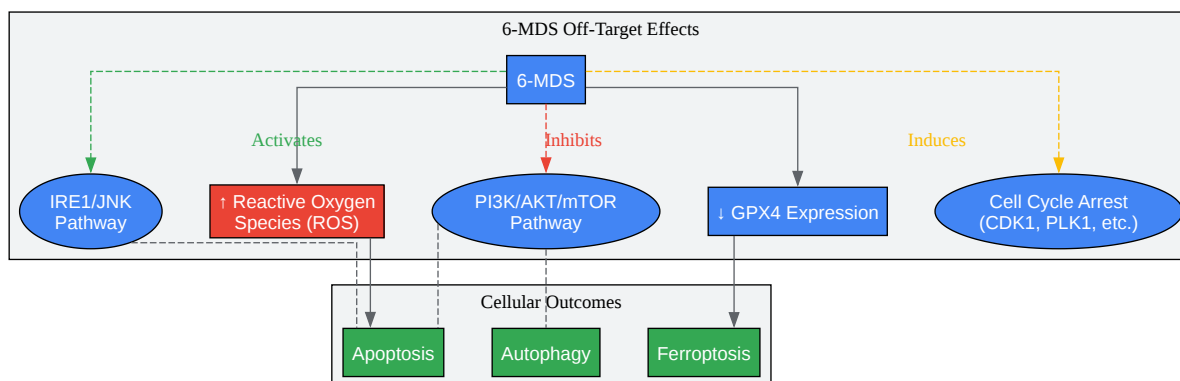 6-MDS Off-Target Effects
6-MDS
Activates
Inhibits
Induces
IRE1/JNK
Pathway
↑ Reactive Oxygen
Species (ROS)
PI3K/AKT/mTOR
Pathway
↓ GPX4 Expression
Cell Cycle Arrest
(CDK1, PLK1, etc.)
Cellular Outcomes
Apoptosis
Autophagy
Ferroptosis